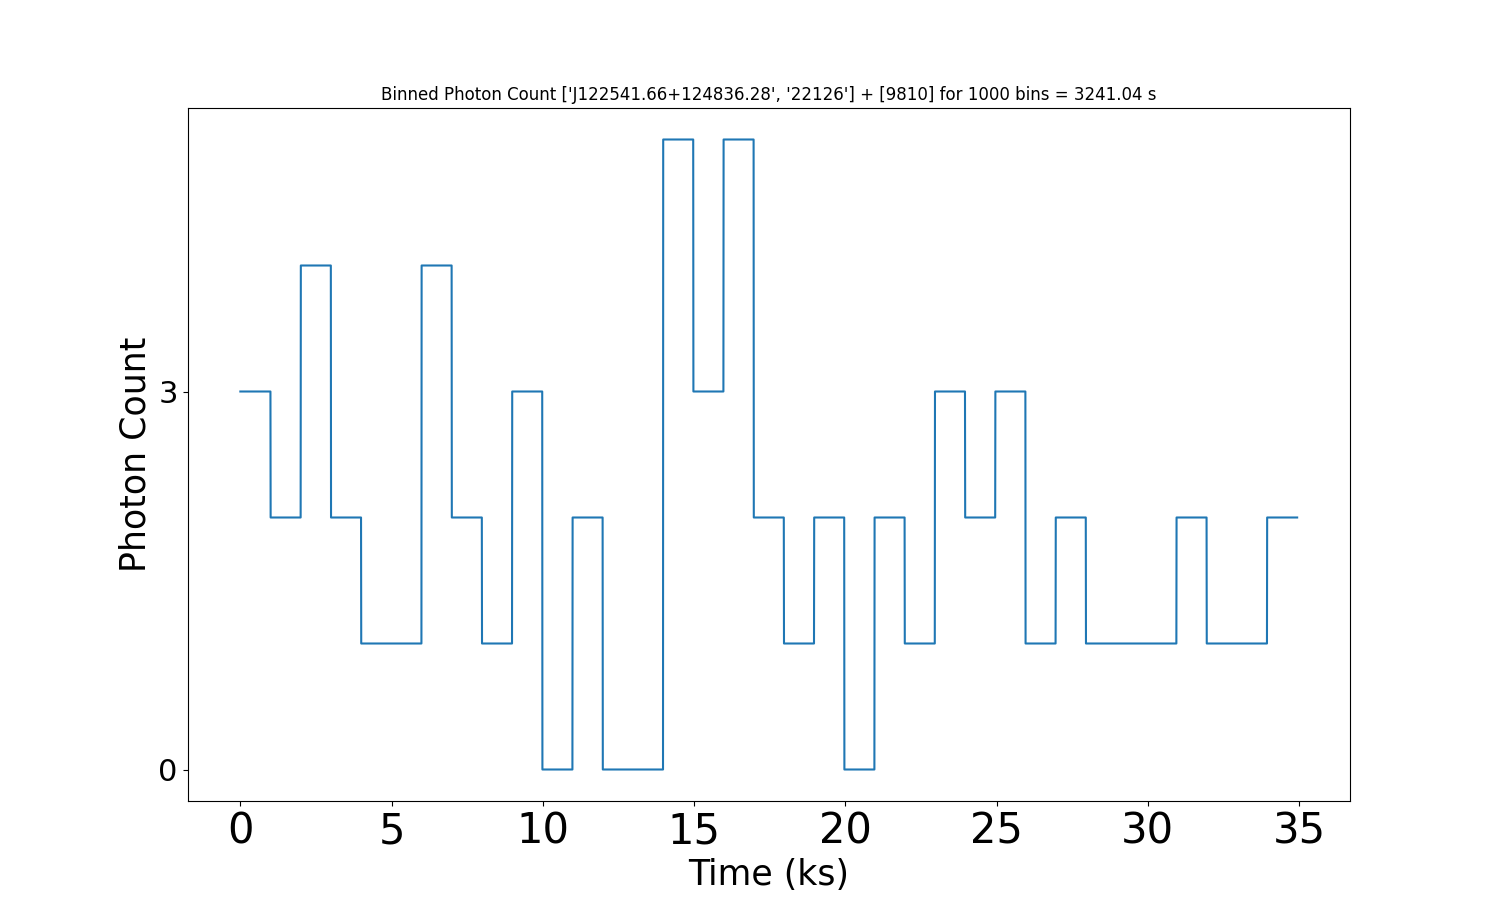 Binned Photon Count ['J122541.66+124836.28', '22126'] + [9810] for 1000 bins = 3241.04 s
Photon Count
3
0
0 5 10 15 20 25 30 35
Time (ks)